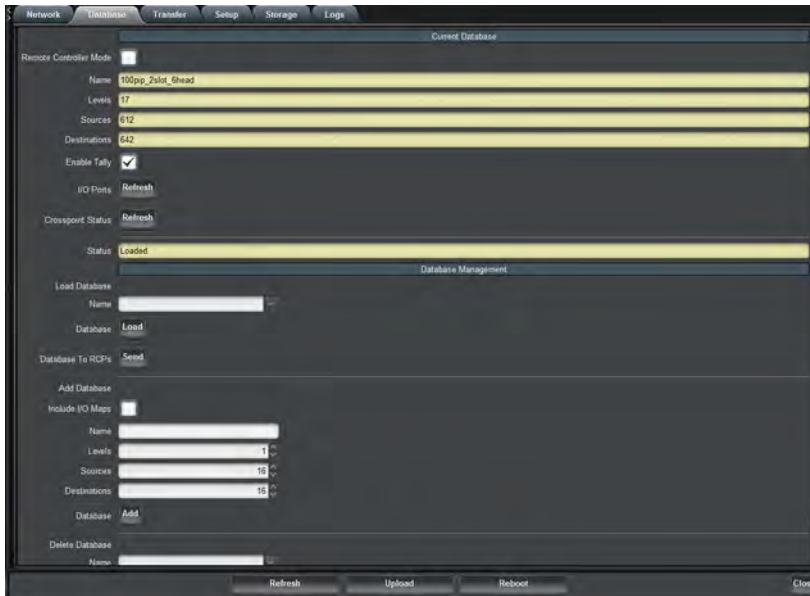 Network Database Transfer Setup Storage Logs
Current Database
Remote Controller Mode
Name 100pip_2slot_6head
Levels 17
Sources 612
Destinations 642
Enable Tally
I/O Ports Refresh
Crosspoint Status Refresh
Status Loaded
Database Management
Load Database
Name
Database Load
Database To RCPs Send
Add Database
Include I/O Maps
Name
Levels 1
Sources 16
Destinations 16
Database Add
Delete Database
Name
Refresh Upload Reboot Clos